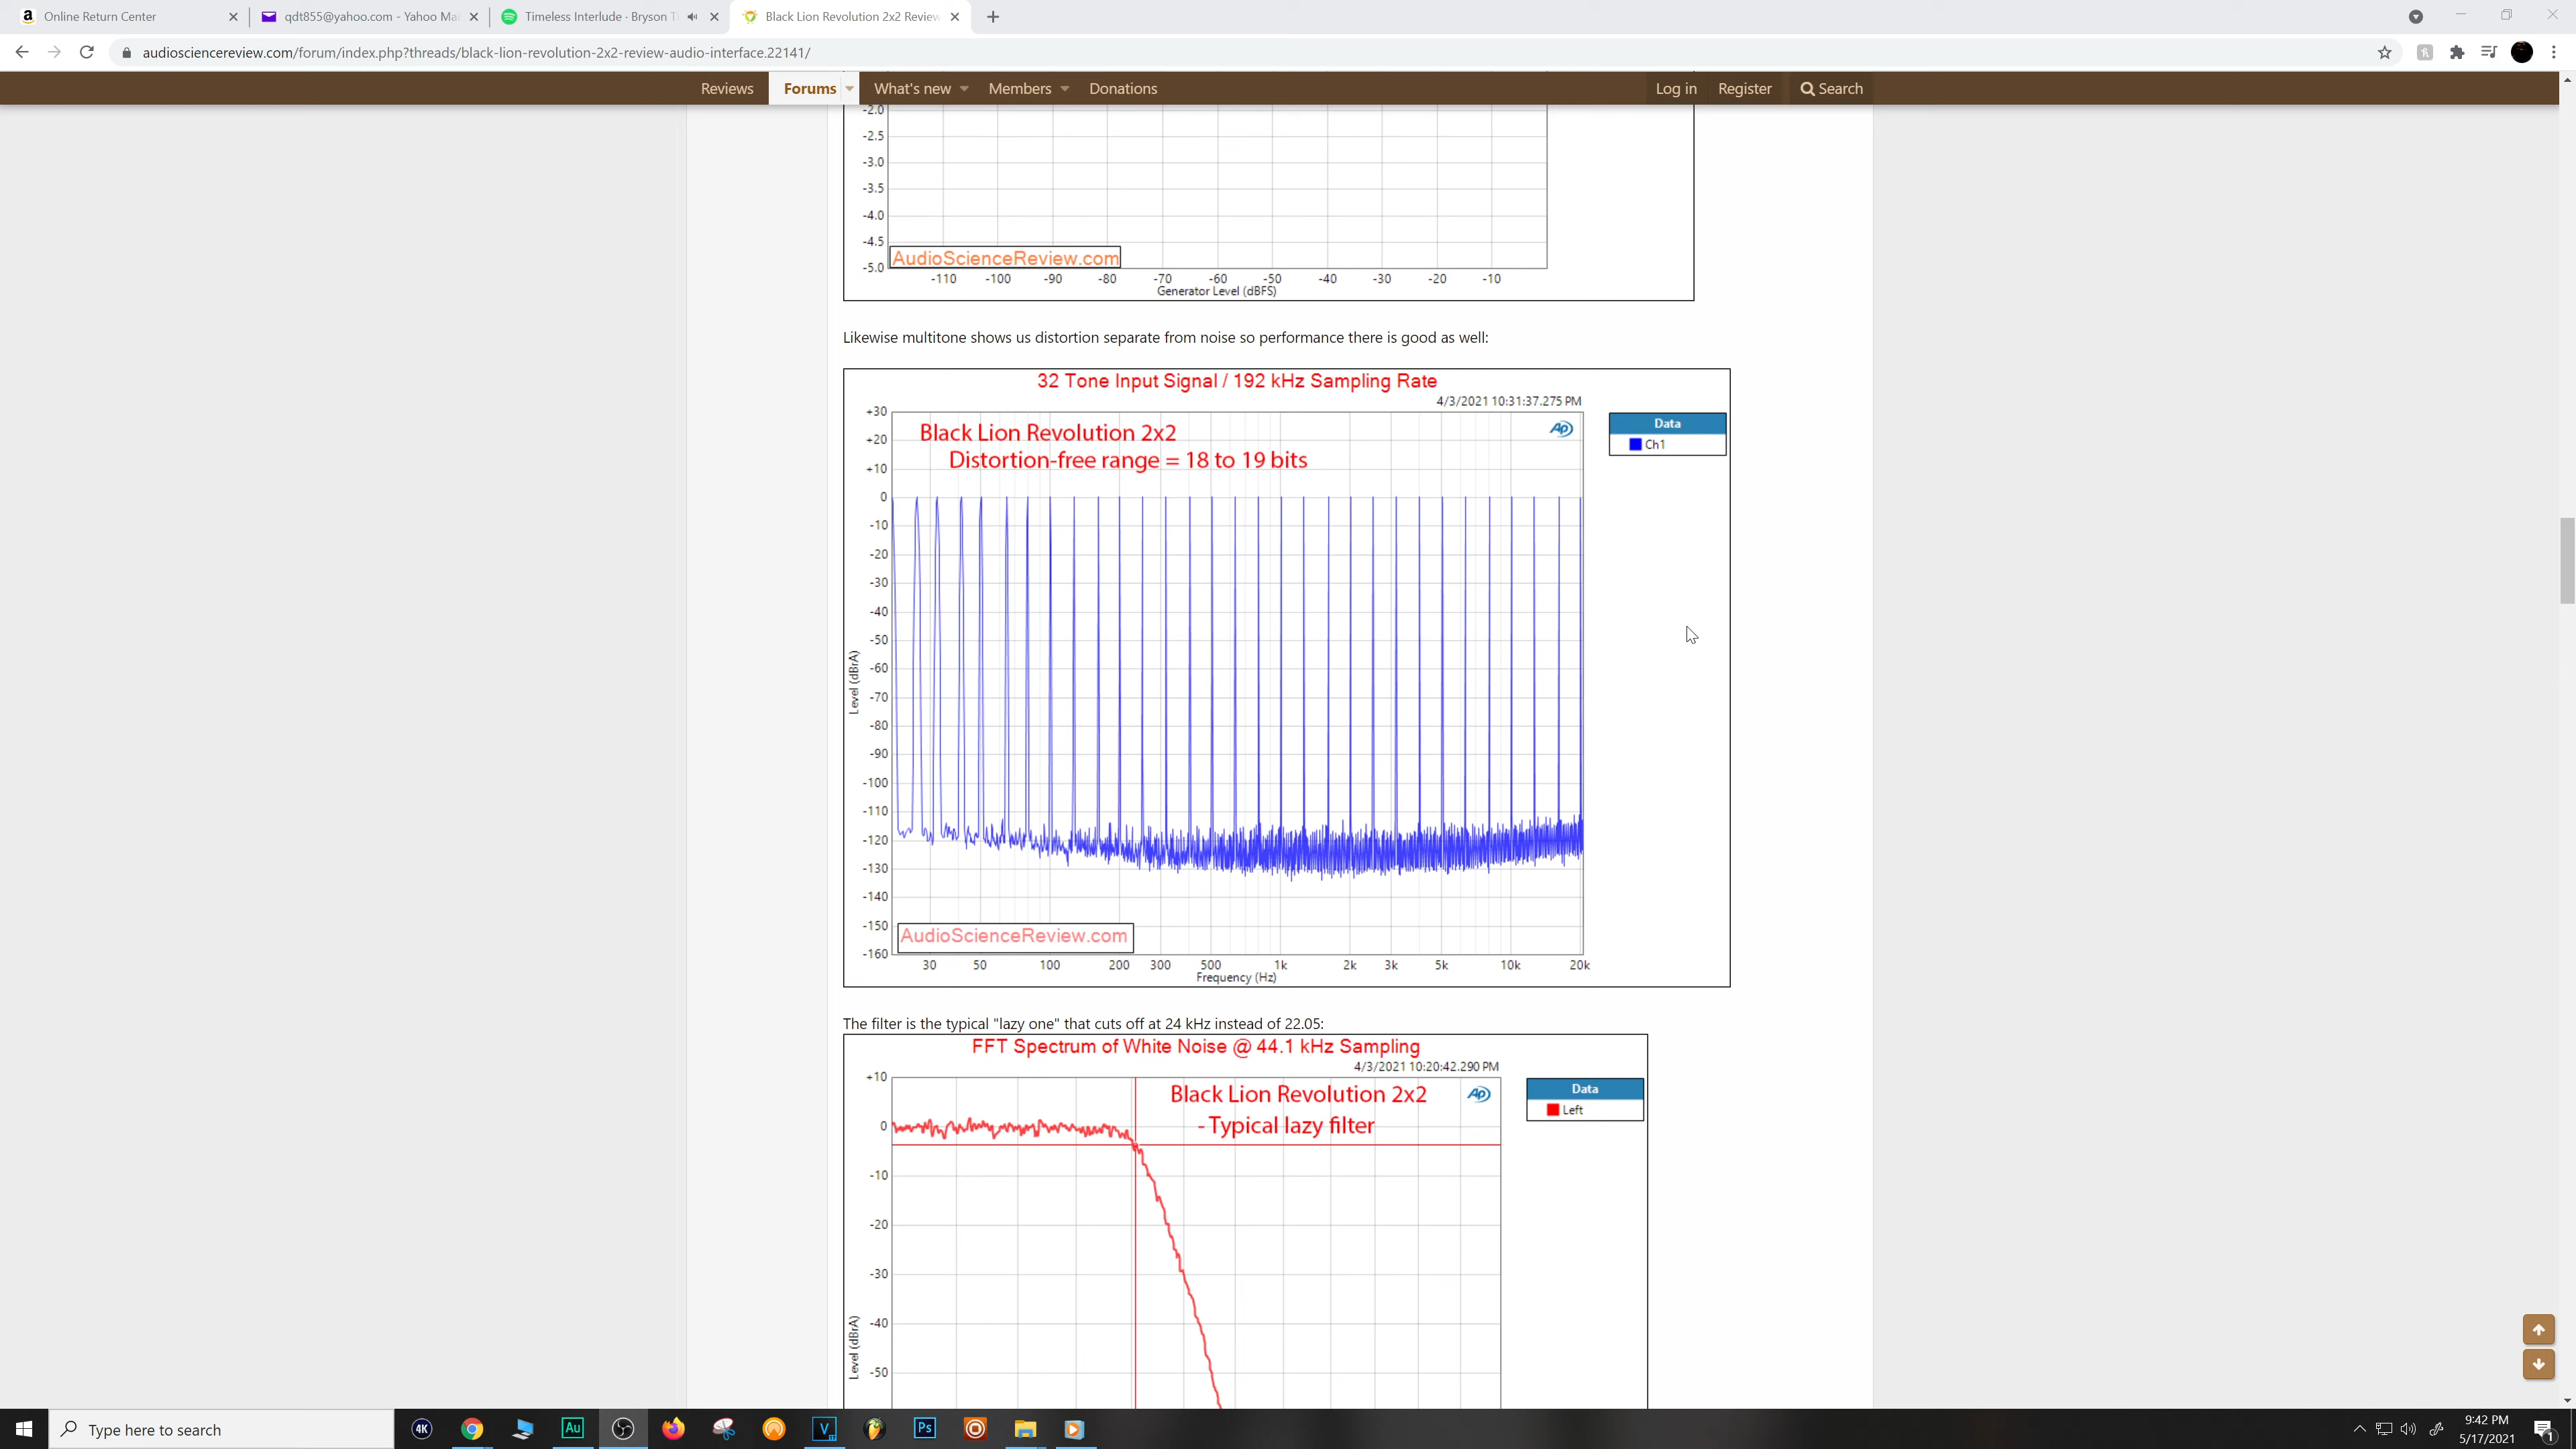 Online Return Center
qdt855@yahoo.com - Yahoo Ma
Timeless Interlude · Bryson T
Black Lion Revolution 2x2 Review
audiosciencereview.com/forum/index.php?threads/black-lion-revolution-2x2-review-audio-interface.22141/
Reviews Forums What's new Members Donations Log in Register Search
-2.0
-2.5
-3.0
-3.5
-4.0
-4.5
-5.0
AudioScienceReview.com
-110 -100 -90 -80 -70 -60 -50 -40 -30 -20 -10
Generator Level (dBFS)
Likewise multitone shows us distortion separate from noise so performance there is good as well:
32 Tone Input Signal / 192 kHz Sampling Rate
4/3/2021 10:31:37.275 PM
Black Lion Revolution 2x2
Distortion-free range = 18 to 19 bits
AP
Data
Ch1
+30
+20
+10
0
-10
-20
-30
-40
-50
-60
-70
-80
-90
-100
-110
-120
-130
-140
-150
-160
Level (dBrA)
AudioScienceReview.com
30 50 100 200 300 500 1k 2k 3k 5k 10k 20k
Frequency (Hz)
The filter is the typical "lazy one" that cuts off at 24 kHz instead of 22.05:
FFT Spectrum of White Noise @ 44.1 kHz Sampling
4/3/2021 10:20:42.290 PM
Black Lion Revolution 2x2
- Typical lazy filter
AP
Data
Left
+10
0
-10
-20
-30
-40
-50
Level (dBrA)
Type here to search
4K
Au
V
Ps
9:42 PM
5/17/2021
1